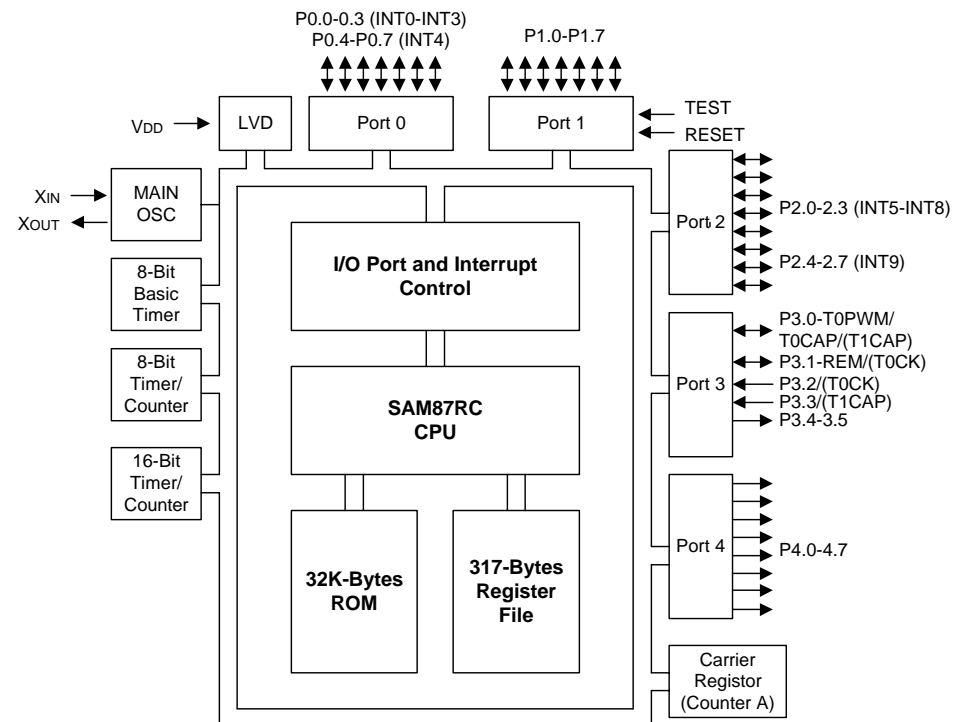 P0.0-0.3 (INT0-INT3)
P0.4-P0.7 (INT4)
P1.0-P1.7
VDD
LVD
Port 0
Port 1
TEST
RESET
XIN
XOUT
MAIN
OSC
Port 2
P2.0-2.3 (INT5-INT8)
P2.4-2.7 (INT9)
I/O Port and Interrupt
Control
8-Bit
Basic
Timer
8-Bit
Timer/
Counter
16-Bit
Timer/
Counter
SAM87RC
CPU
Port 3
P3.0-T0PWM/
T0CAP/(T1CAP)
P3.1-REM/(T0CK)
P3.2/(T0CK)
P3.3/(T1CAP)
P3.4-3.5
32K-Bytes
ROM
317-Bytes
Register
File
Port 4
P4.0-4.7
Carrier
Registor
(Counter A)